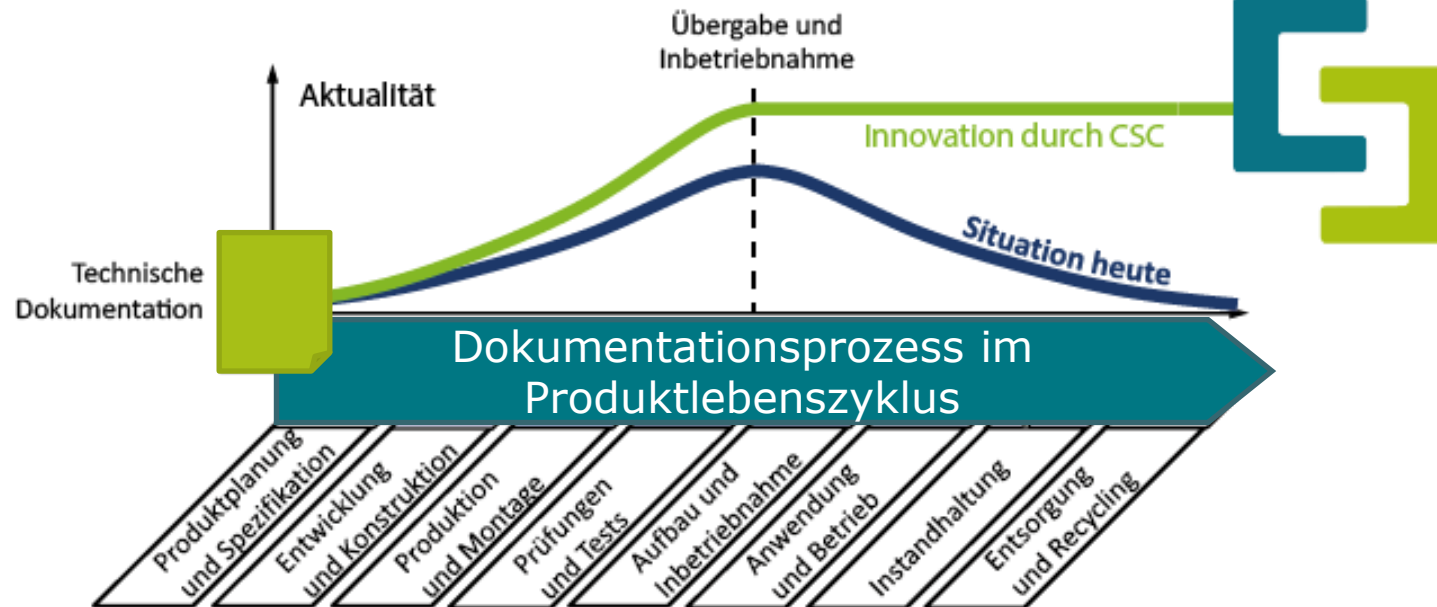 Übergabe und
Inbetriebnahme
Aktualität
Innovation durch CSC
Situation heute
Technische
Dokumentation
Dokumentationsprozess im
Produktlebenszyklus
Produktplanung
und Spezifikation
Entwicklung
und Konstruktion
Produktion
und Montage
Prüfungen
und Tests
Aufbau und
Inbetriebnahme
Anwendung
und Betrieb
Instandhaltung
Entsorgung
und Recycling